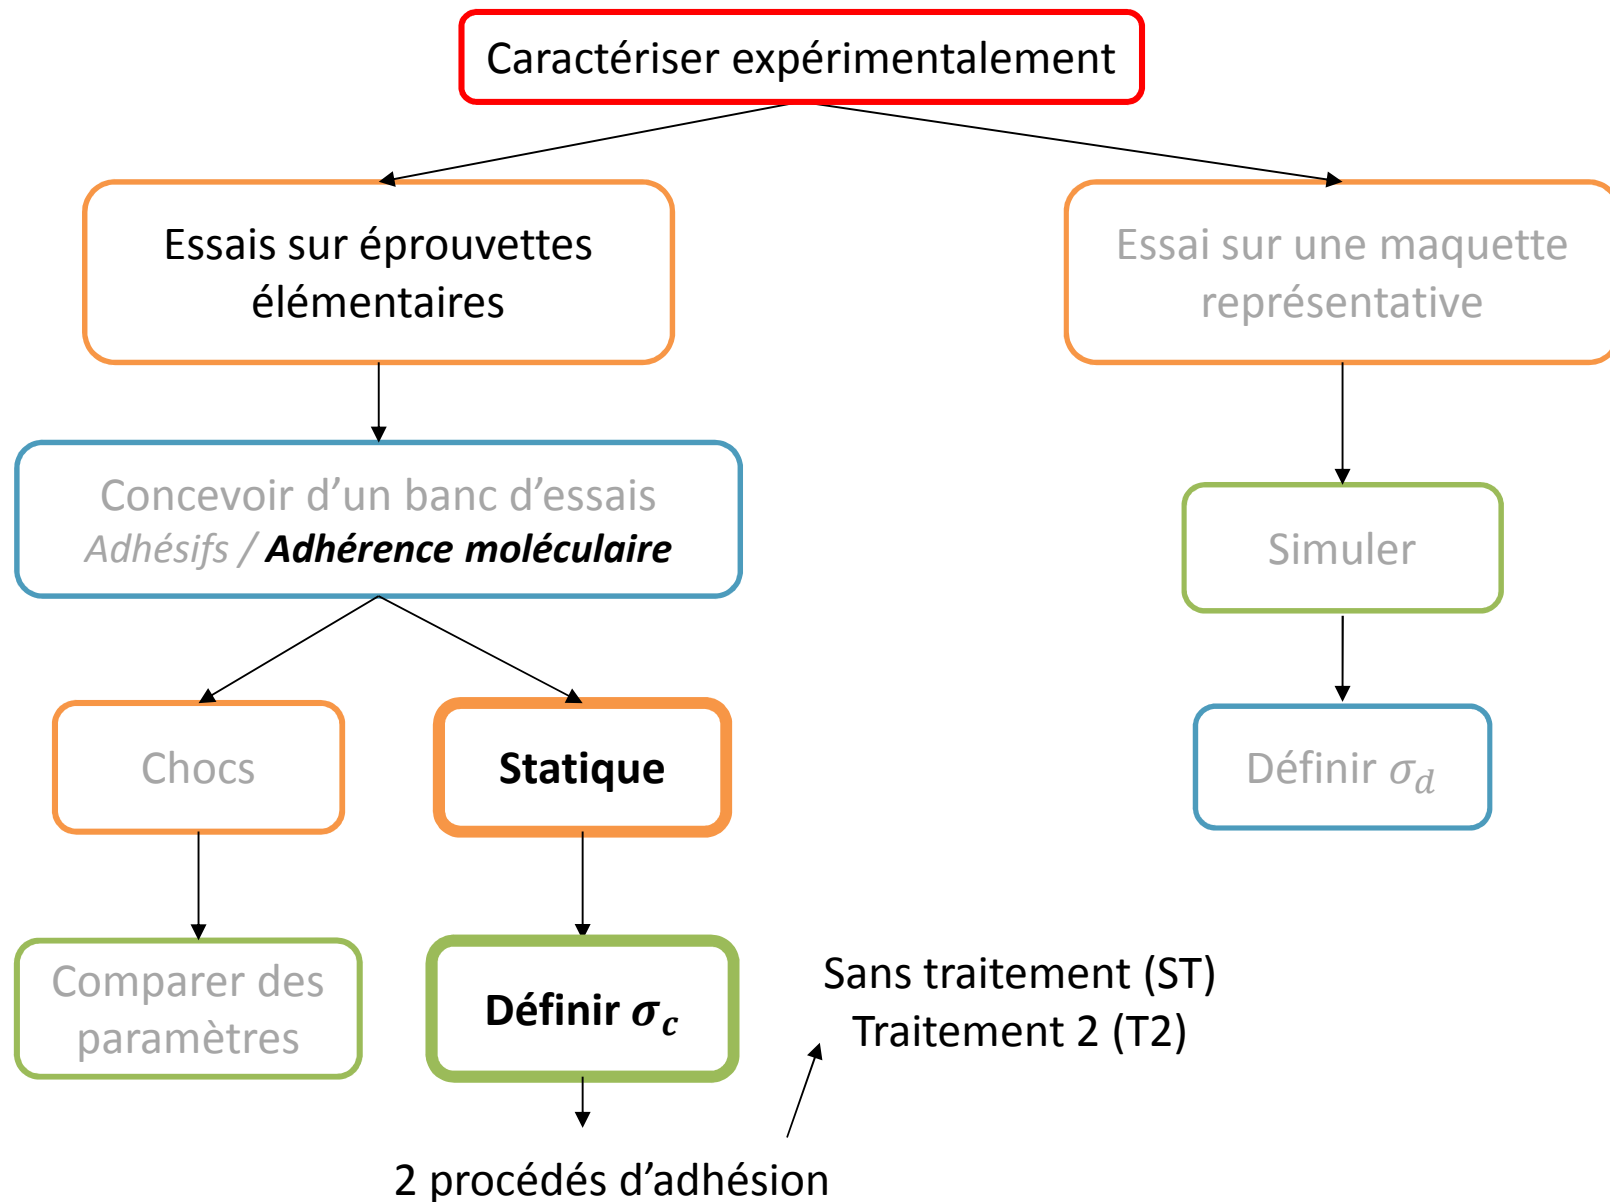 Caractériser expérimentalement
Essais sur éprouvettes
élémentaires
Essai sur une maquette
représentative
Concevoir d’un banc d’essais
Adhésifs / Adhérence moléculaire
Simuler
Chocs
Statique
Définir σd
Comparer des
paramètres
Définir σc
Sans traitement (ST)
Traitement 2 (T2)
2 procédés d’adhésion